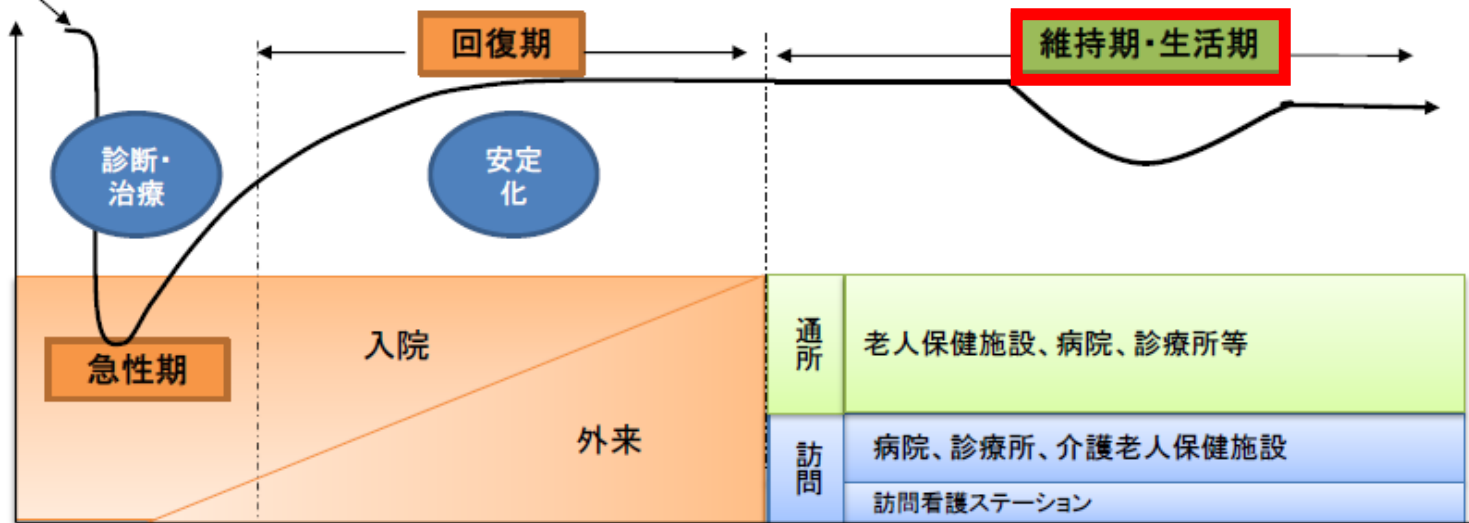 回復期
維持期・生活期
診断・
治療
安定
化
急性期
入院
外来
通所
老人保健施設、病院、診療所等
訪問
病院、診療所、介護老人保健施設
訪問看護ステーション